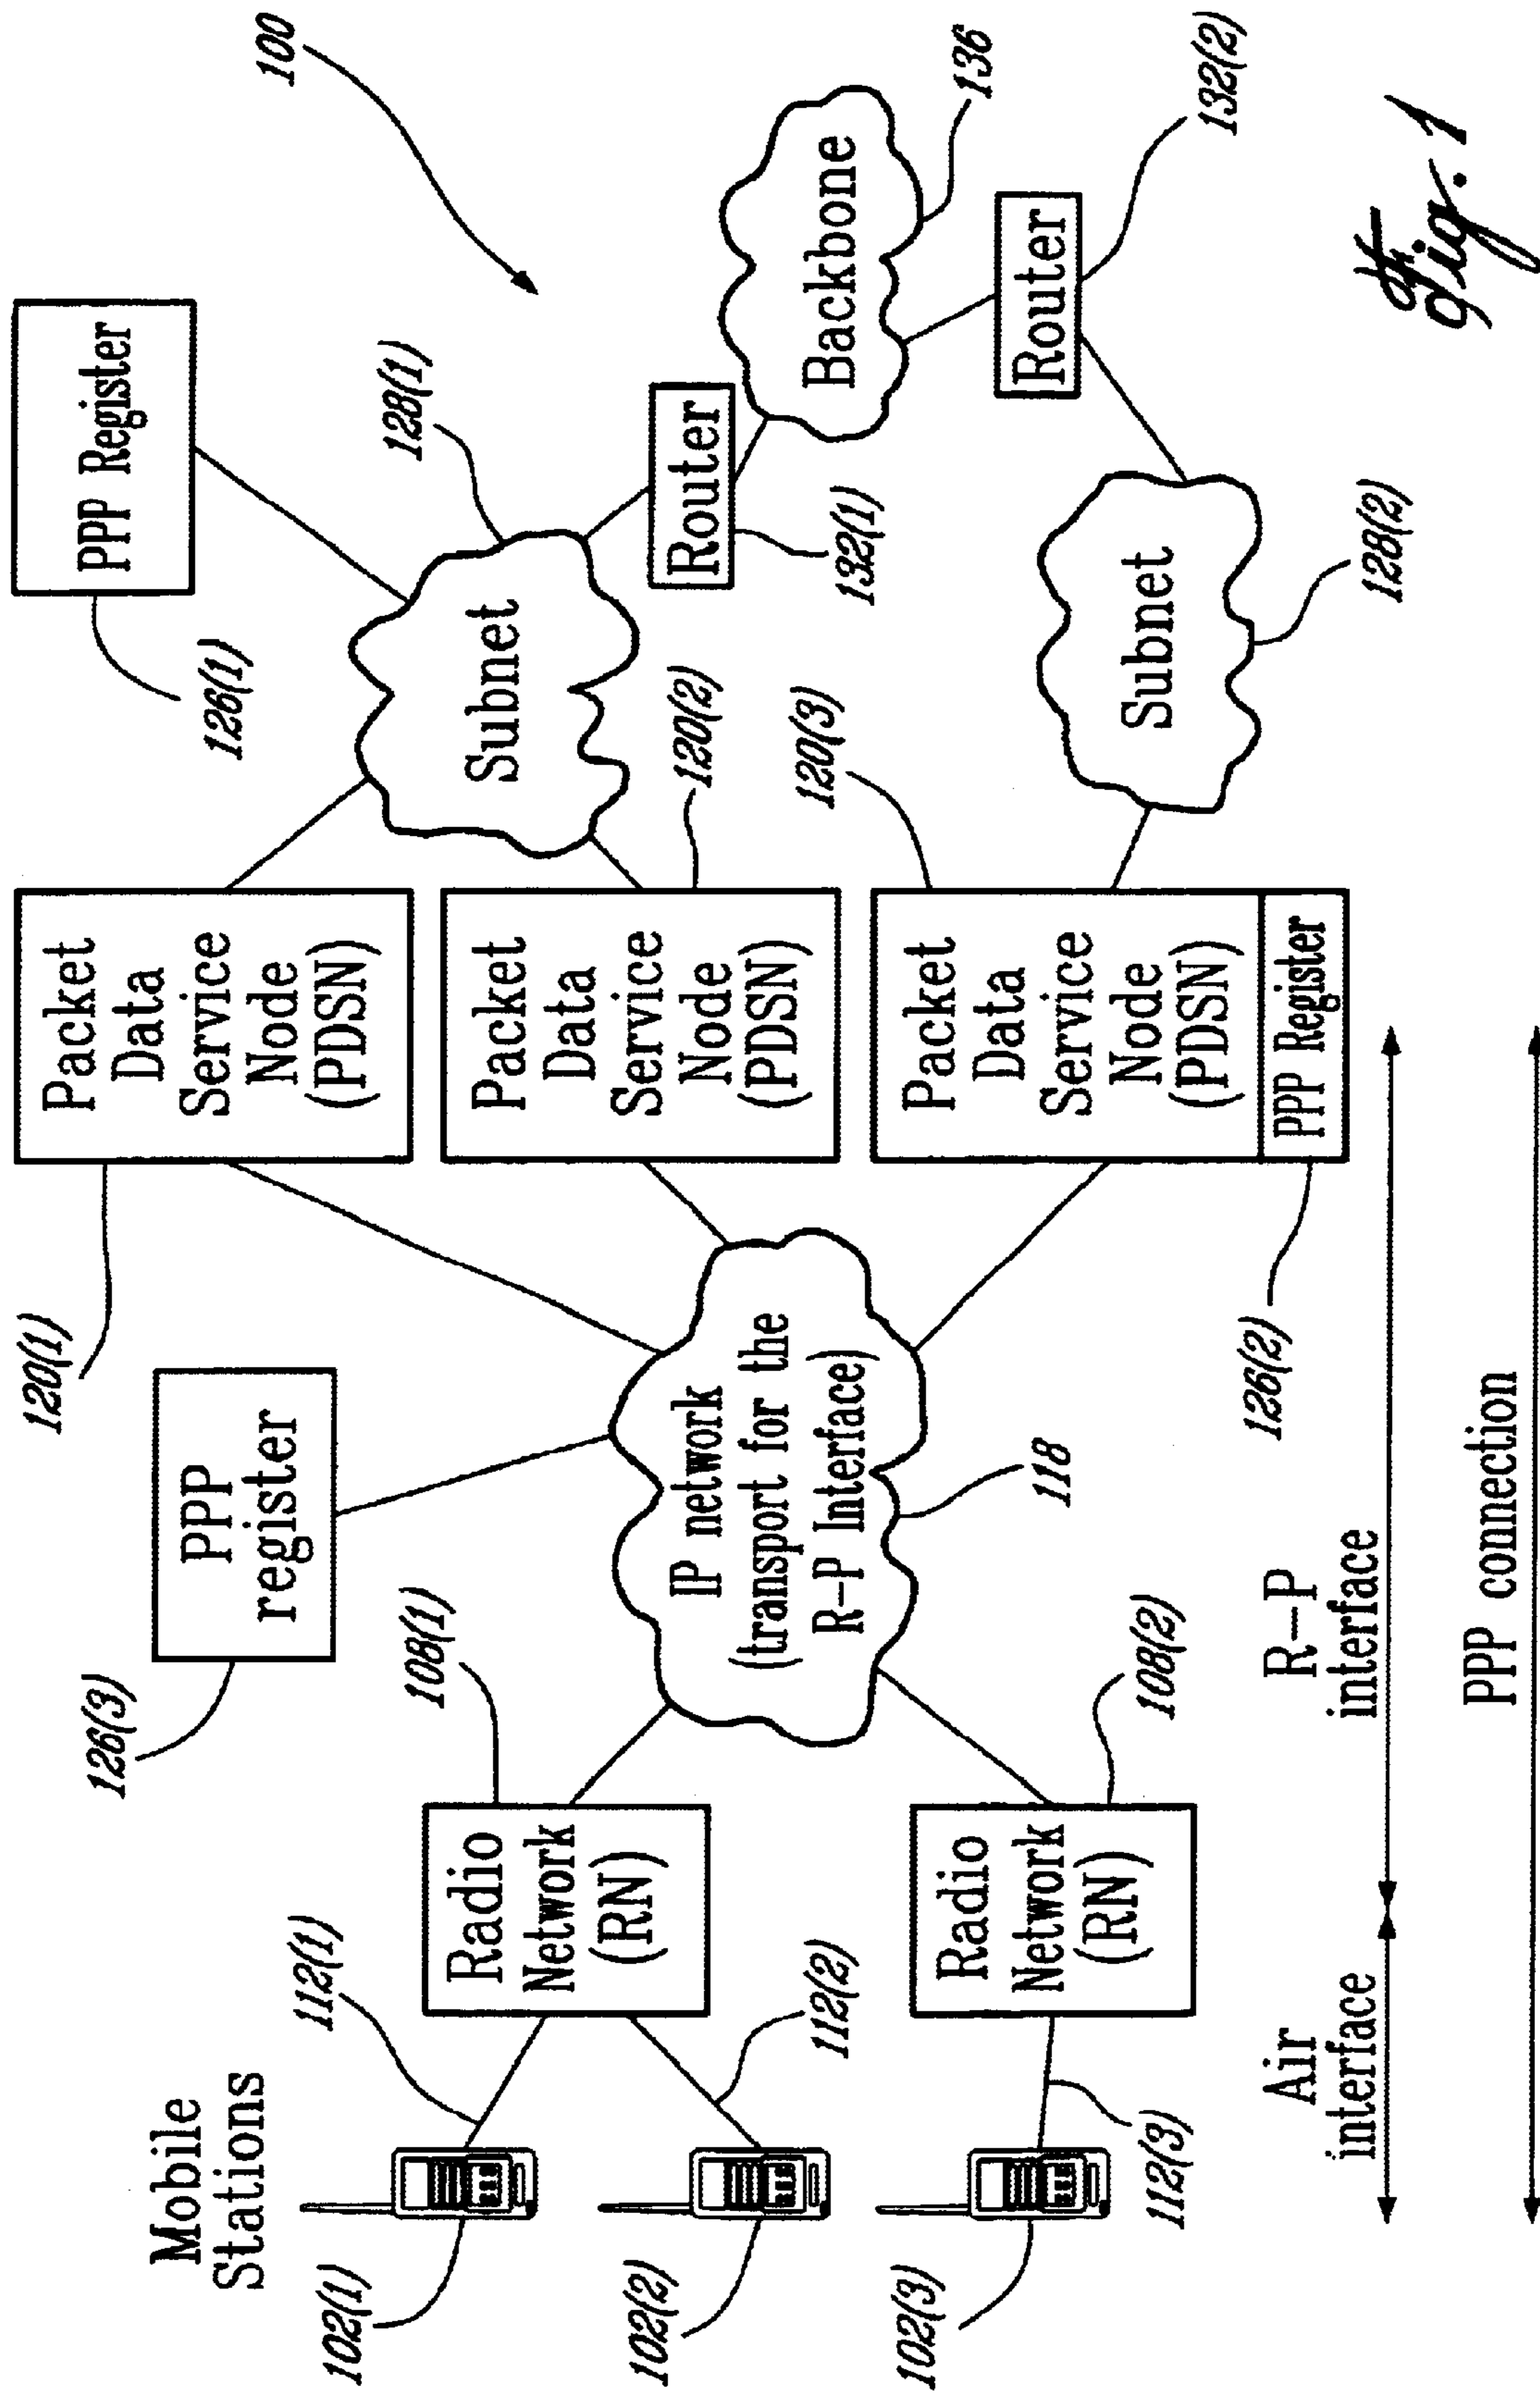 100
PPP Register
126(1)
128(1)
Subnet
Router
132(1)
Backbone
136
Router
132(2)
Subnet
128(2)
120(1)
Packet
Data
Service
Node
(PDSN)
Packet
Data
Service
Node
(PDSN)
120(2)
Packet
Data
Service
Node
(PDSN)
120(3)
PPP Register
126(2)
PPP
register
126(3)
IP network
(transport for the
R-P Interface)
118
Radio
Network
(RN)
108(1)
Radio
Network
(RN)
108(2)
Mobile
Stations
102(1)
112(1)
102(2)
112(2)
102(3)
112(3)
Air
interface
R-P
interface
PPP connection
Fig. 1